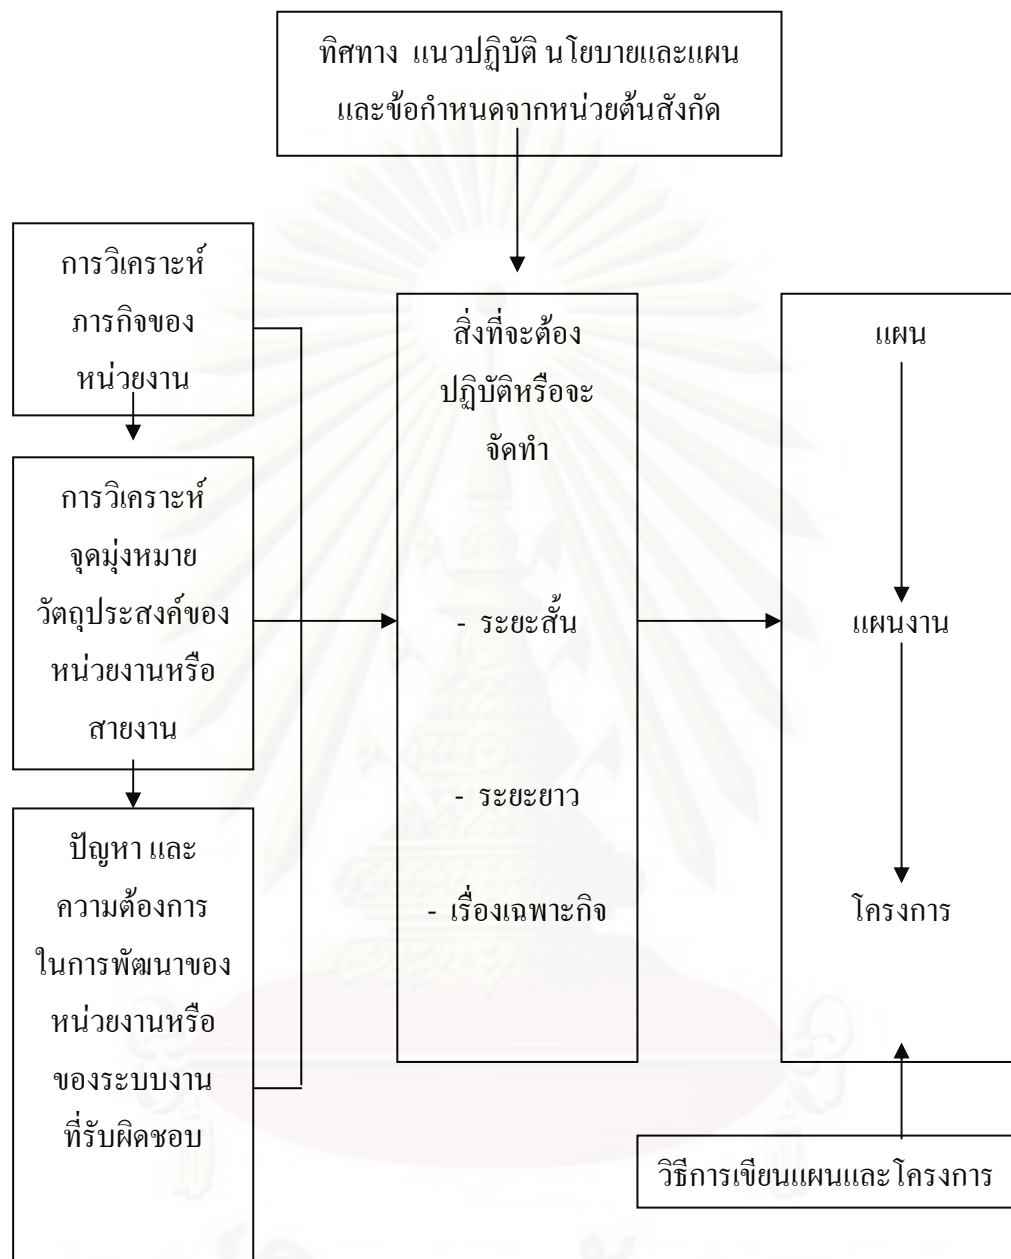 ทิศทาง แนวปฏิบัติ นโยบายและแผน
และข้อกำหนดจากหน่วยต้นสังกัด
การวิเคราะห์
ภารกิจของ
หน่วยงาน
การวิเคราะห์
จุดมุ่งหมาย
วัตถุประสงค์ของ
หน่วยงานหรือ
สายงาน
ปัญหา และ
ความต้องการ
ในการพัฒนาของ
หน่วยงานหรือ
ของระบบงาน
ที่รับผิดชอบ
สิ่งที่จะต้อง
ปฏิบัติหรือจะ
จัดทำ
- ระยะสั้น
- ระยะยาว
- เรื่องเฉพาะกิจ
แผน
แผนงาน
โครงการ
วิธีการเขียนแผนและโครงการ